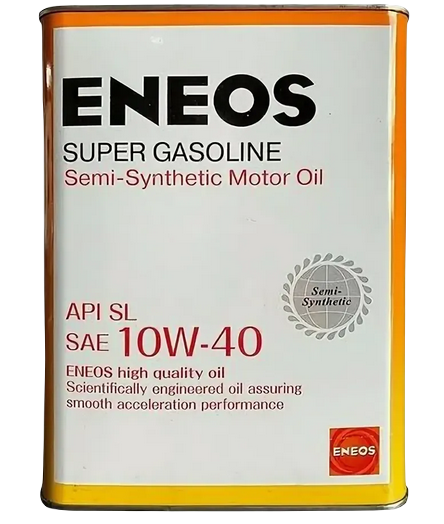 ENEOS
SUPER GASOLINE
Semi-Synthetic Motor Oil
Semi-
Synthetic
API SL
SAE 10W-40
ENEOS high quality oil
Scientifically engineered oil assuring
smooth acceleration performance
ENEOS